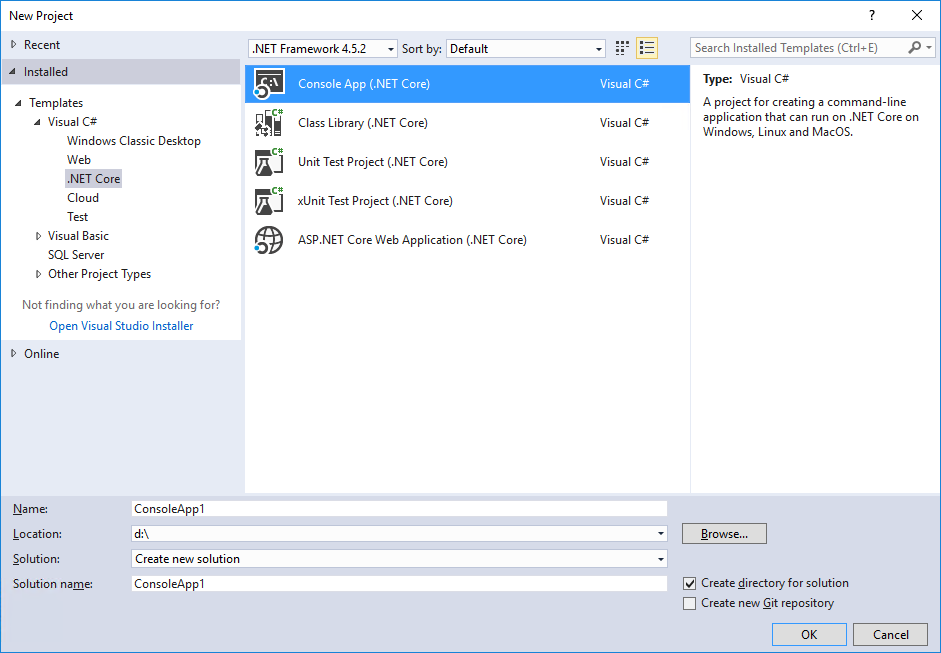 New Project
?
Recent
.NET Framework 4.5.2 Sort by: Default
Search Installed Templates (Ctrl+E)
Installed
Templates
Visual C#
Windows Classic Desktop
Web
.NET Core
Cloud
Test
Visual Basic
SQL Server
Other Project Types
Not finding what you are looking for?
Open Visual Studio Installer
Online
Console App (.NET Core) Visual C#
C# Class Library (.NET Core) Visual C#
C# Unit Test Project (.NET Core) Visual C#
C# xUnit Test Project (.NET Core) Visual C#
ASP.NET Core Web Application (.NET Core) Visual C#
Type: Visual C#
A project for creating a command-line
application that can run on .NET Core on
Windows, Linux and MacOS.
Name: ConsoleApp1
Location: d:\ Browse...
Solution: Create new solution
Solution name: ConsoleApp1
Create directory for solution
Create new Git repository
OK Cancel